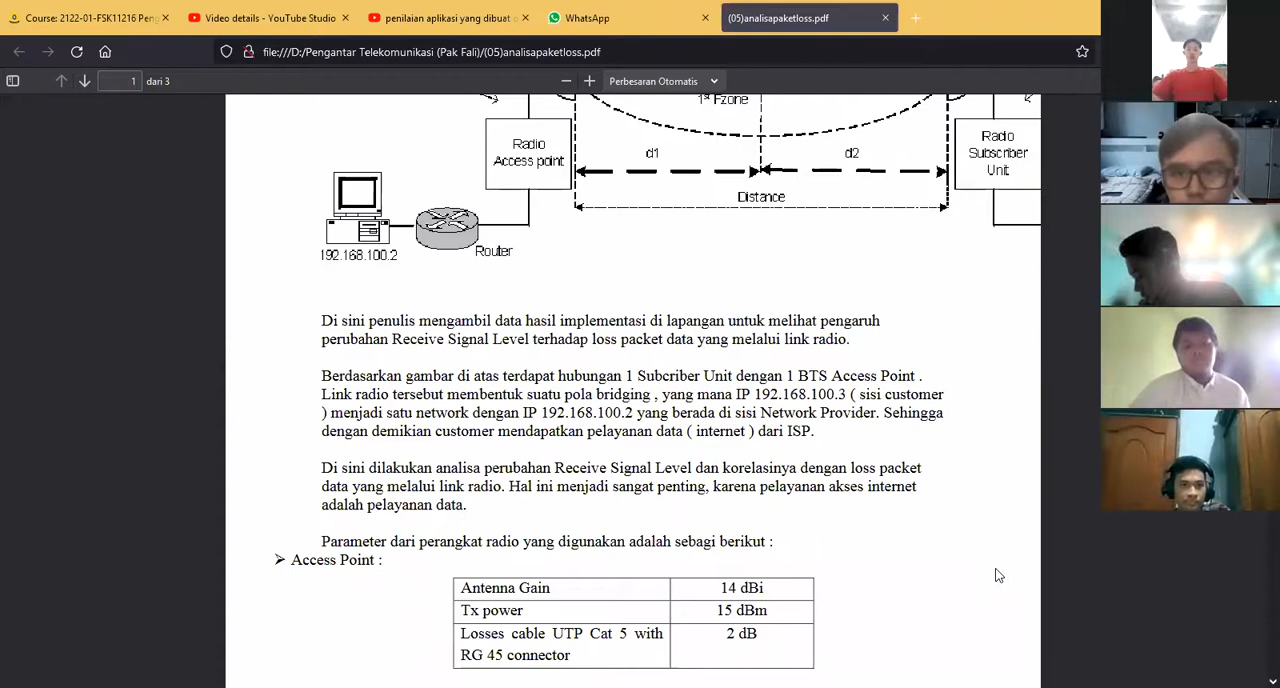 Course: 2122-01-FSK11216 Peng
Video details - YouTube Studio
penilaian aplikasi yang dibuat o
WhatsApp
(05)analisapaketloss.pdf
file:///D:/Pengantar Telekomunikasi (Pak Fali)/(05)analisapaketloss.pdf
1 dari 3
Perbesaran Otomatis
1st Fzone
Radio
Access point
d1
d2
Radio
Subscriber
Unit
Distance
192.168.100.2
Router
Di sini penulis mengambil data hasil implementasi di lapangan untuk melihat pengaruh
perubahan Receive Signal Level terhadap loss packet data yang melalui link radio.
Berdasarkan gambar di atas terdapat hubungan 1 Subcriber Unit dengan 1 BTS Access Point .
Link radio tersebut membentuk suatu pola bridging , yang mana IP 192.168.100.3 ( sisi customer
) menjadi satu network dengan IP 192.168.100.2 yang berada di sisi Network Provider. Sehingga
dengan demikian customer mendapatkan pelayanan data ( internet ) dari ISP.
Di sini dilakukan analisa perubahan Receive Signal Level dan korelasinya dengan loss packet
data yang melalui link radio. Hal ini menjadi sangat penting, karena pelayanan akses internet
adalah pelayanan data.
Parameter dari perangkat radio yang digunakan adalah sebagi berikut :
Access Point :
Antenna Gain 14 dBi
Tx power 15 dBm
Losses cable UTP Cat 5 with 2 dB
RG 45 connector